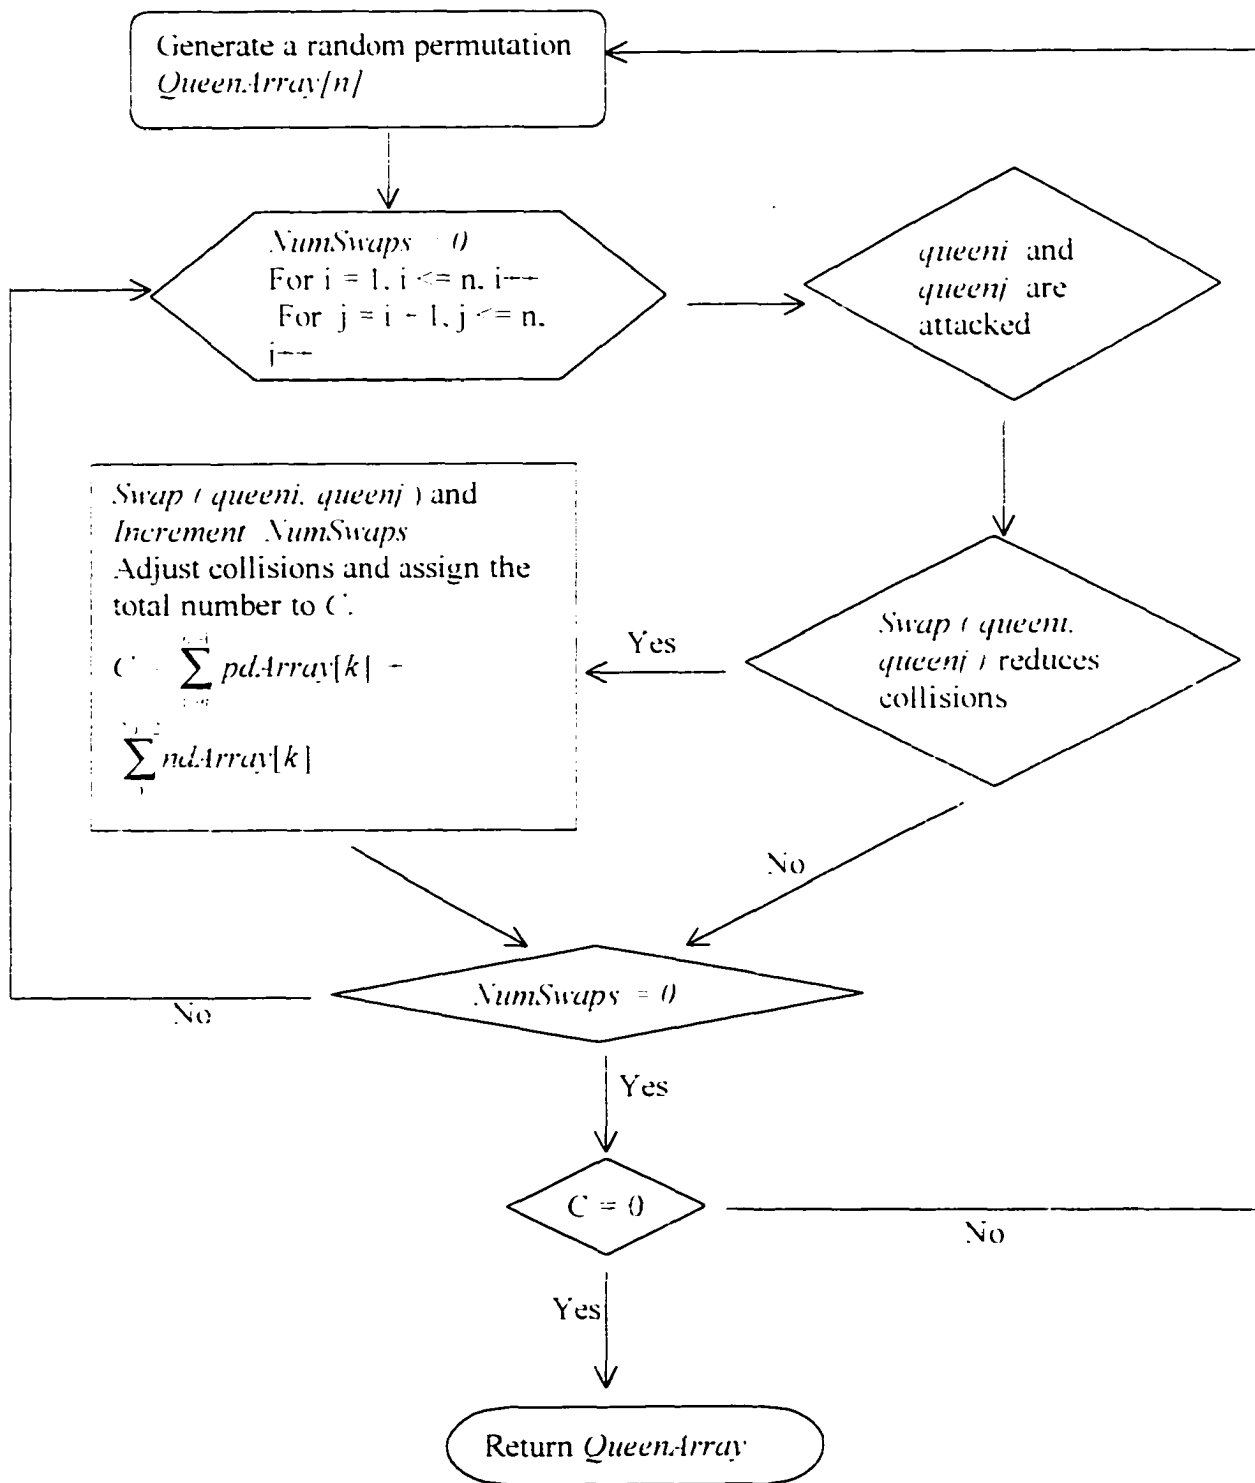 Generate a random permutation
QueenArray[n]
NumSwaps = 0
For i = 1, i <= n, i++
For j = i + 1, j <= n,
j++
queeni and
queenj are
attacked
Swap ( queeni, queenj ) and
Increment NumSwaps
Adjust collisions and assign the
total number to C.
C = ∑ pdArray[k] +
∑ ndArray[k]
Yes
Swap ( queeni,
queenj ) reduces
collisions
No
NumSwaps = 0
No
Yes
C = 0
No
Yes
Return QueenArray